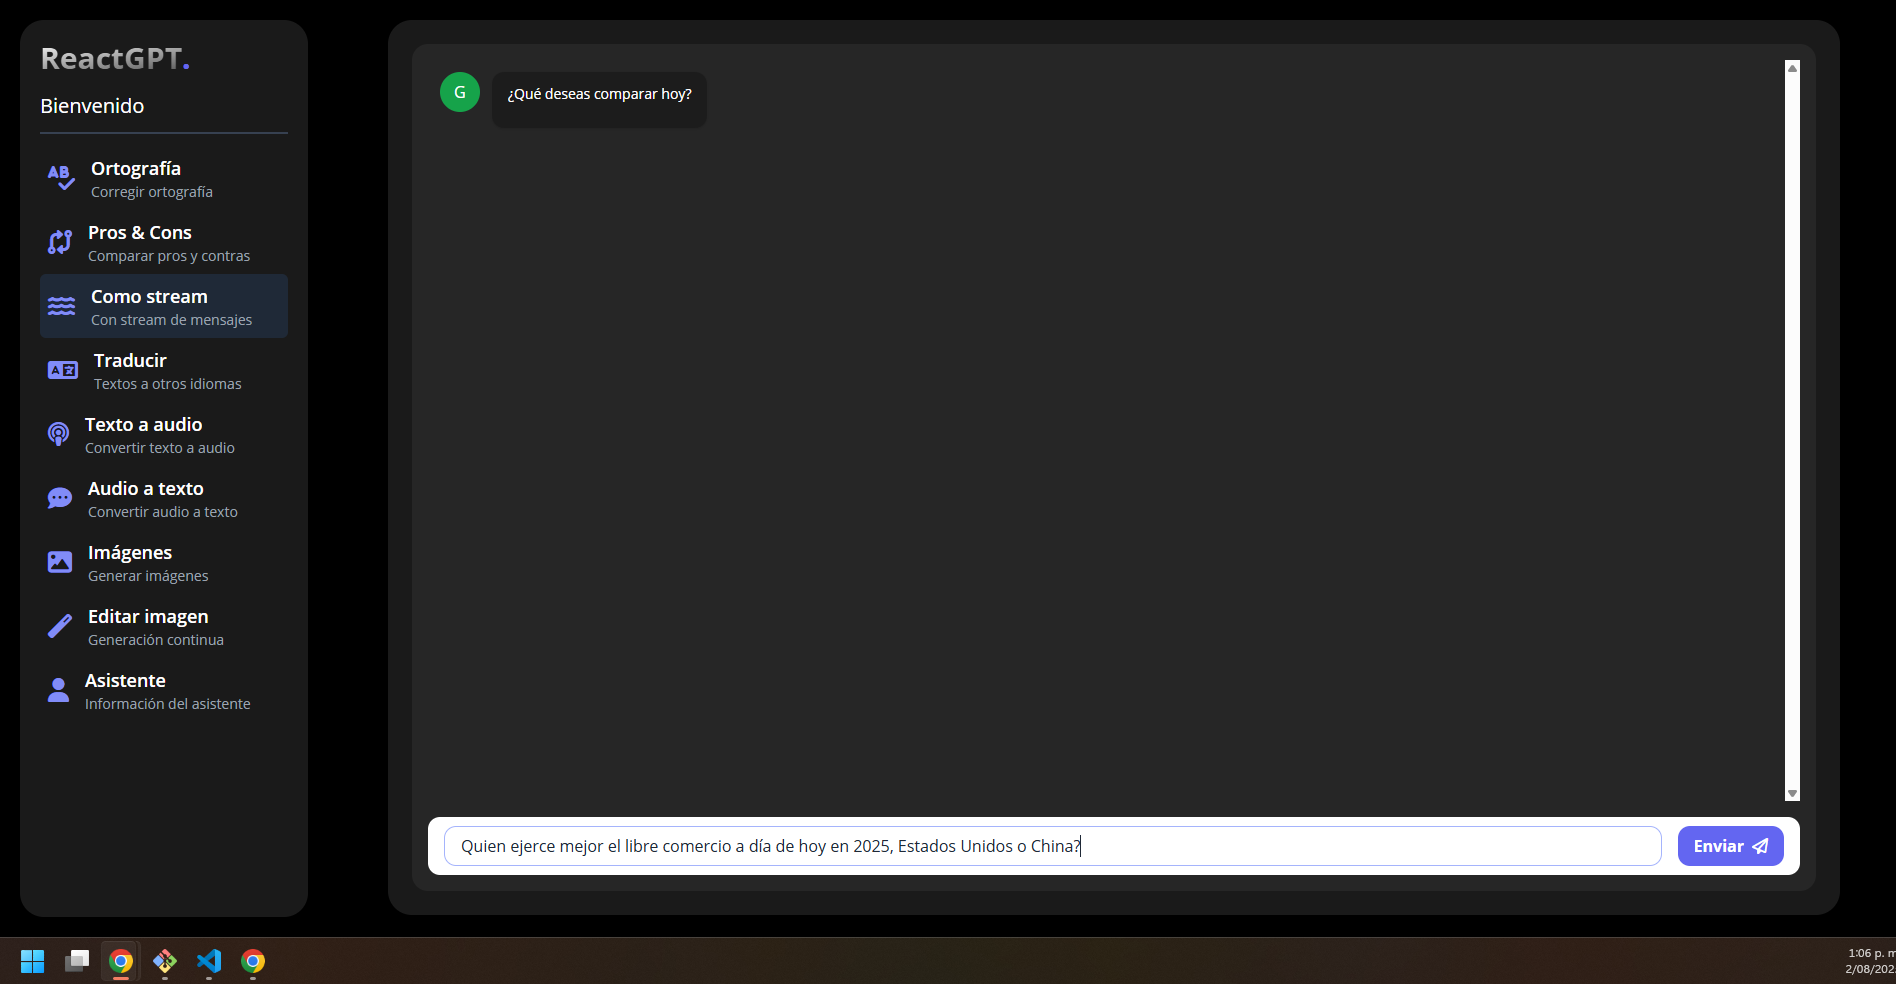 ReactGPT.
Bienvenido
Ortografía
Corregir ortografía
Pros & Cons
Comparar pros y contras
Como stream
Con stream de mensajes
Traducir
Textos a otros idiomas
Texto a audio
Convertir texto a audio
Audio a texto
Convertir audio a texto
Imágenes
Generar imágenes
Editar imagen
Generación continua
Asistente
Información del asistente
G
¿Qué deseas comparar hoy?
Quien ejerce mejor el libre comercio a día de hoy en 2025, Estados Unidos o China?
Enviar
1:06 p. m
2/08/202